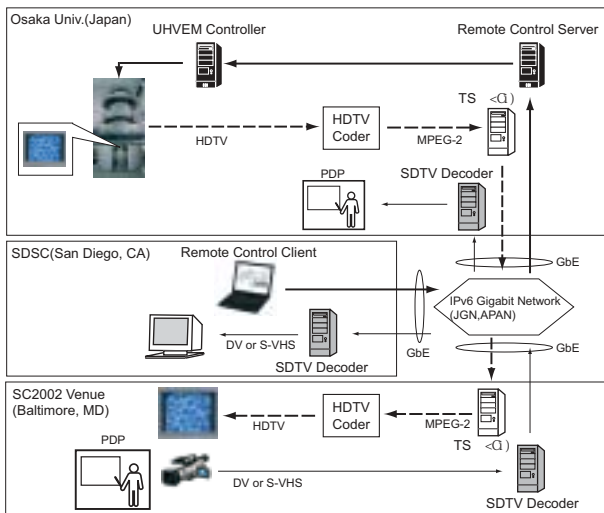 Osaka Univ.(Japan)
UHVEM Controller
Remote Control Server
HDTV
HDTV
Coder
MPEG-2
TS
PDP
SDTV Decoder
GbE
SDSC(San Diego, CA)
Remote Control Client
IPv6 Gigabit Network
(JGN,APAN)
DV or S-VHS
SDTV Decoder
GbE
GbE
SC2002 Venue
(Baltimore, MD)
HDTV
HDTV
Coder
MPEG-2
TS
PDP
DV or S-VHS
SDTV Decoder